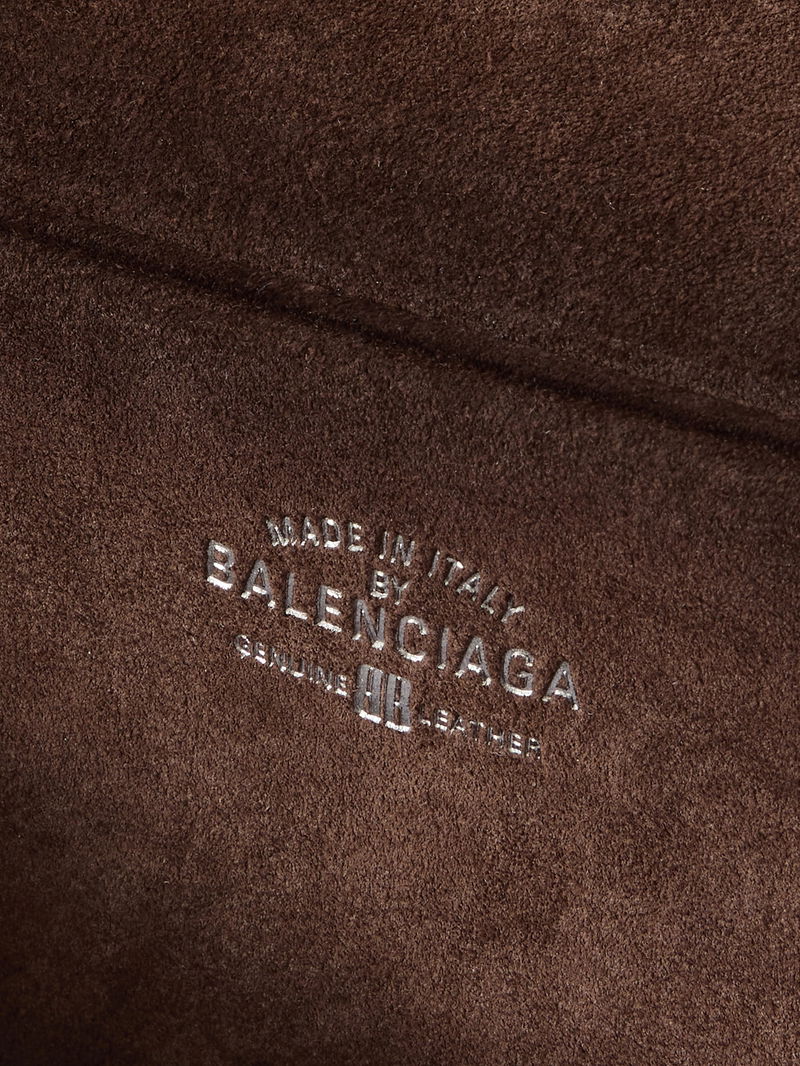 MADE IN ITALY
BY
BALENCIAGA
GENUINE BB LEATHER